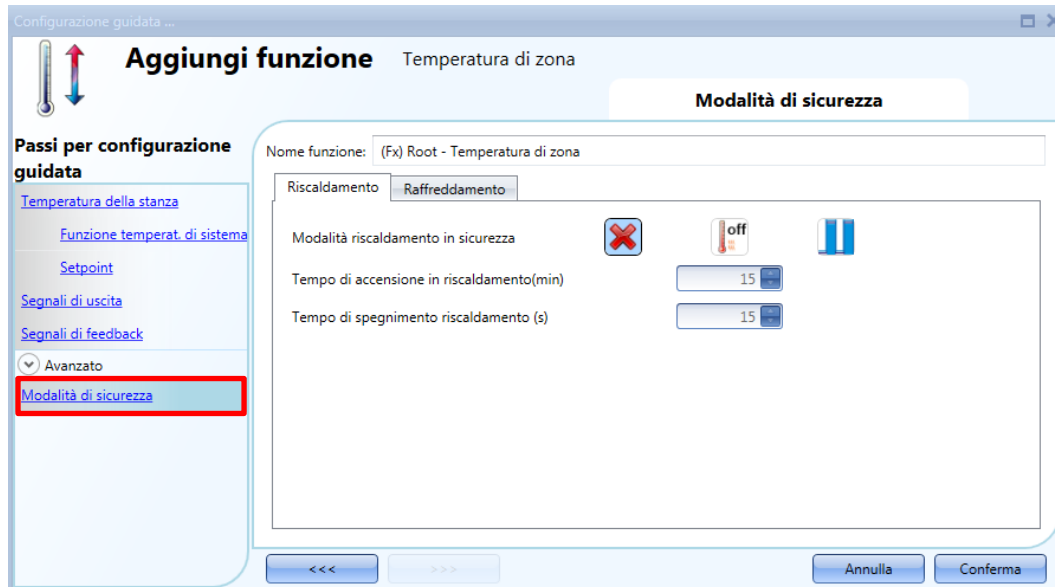 Configurazione guidata ...
Aggiungi funzione Temperatura di zona
Modalità di sicurezza
Passi per configurazione
guidata
Temperatura della stanza
Funzione temperat. di sistema
Setpoint
Segnali di uscita
Segnali di feedback
Avanzato
Modalità di sicurezza
Nome funzione: (Fx) Root - Temperatura di zona
Riscaldamento Raffreddamento
Modalità riscaldamento in sicurezza off
Tempo di accensione in riscaldamento(min) 15
Tempo di spegnimento riscaldamento (s) 15
<<< >>> Annulla Conferma